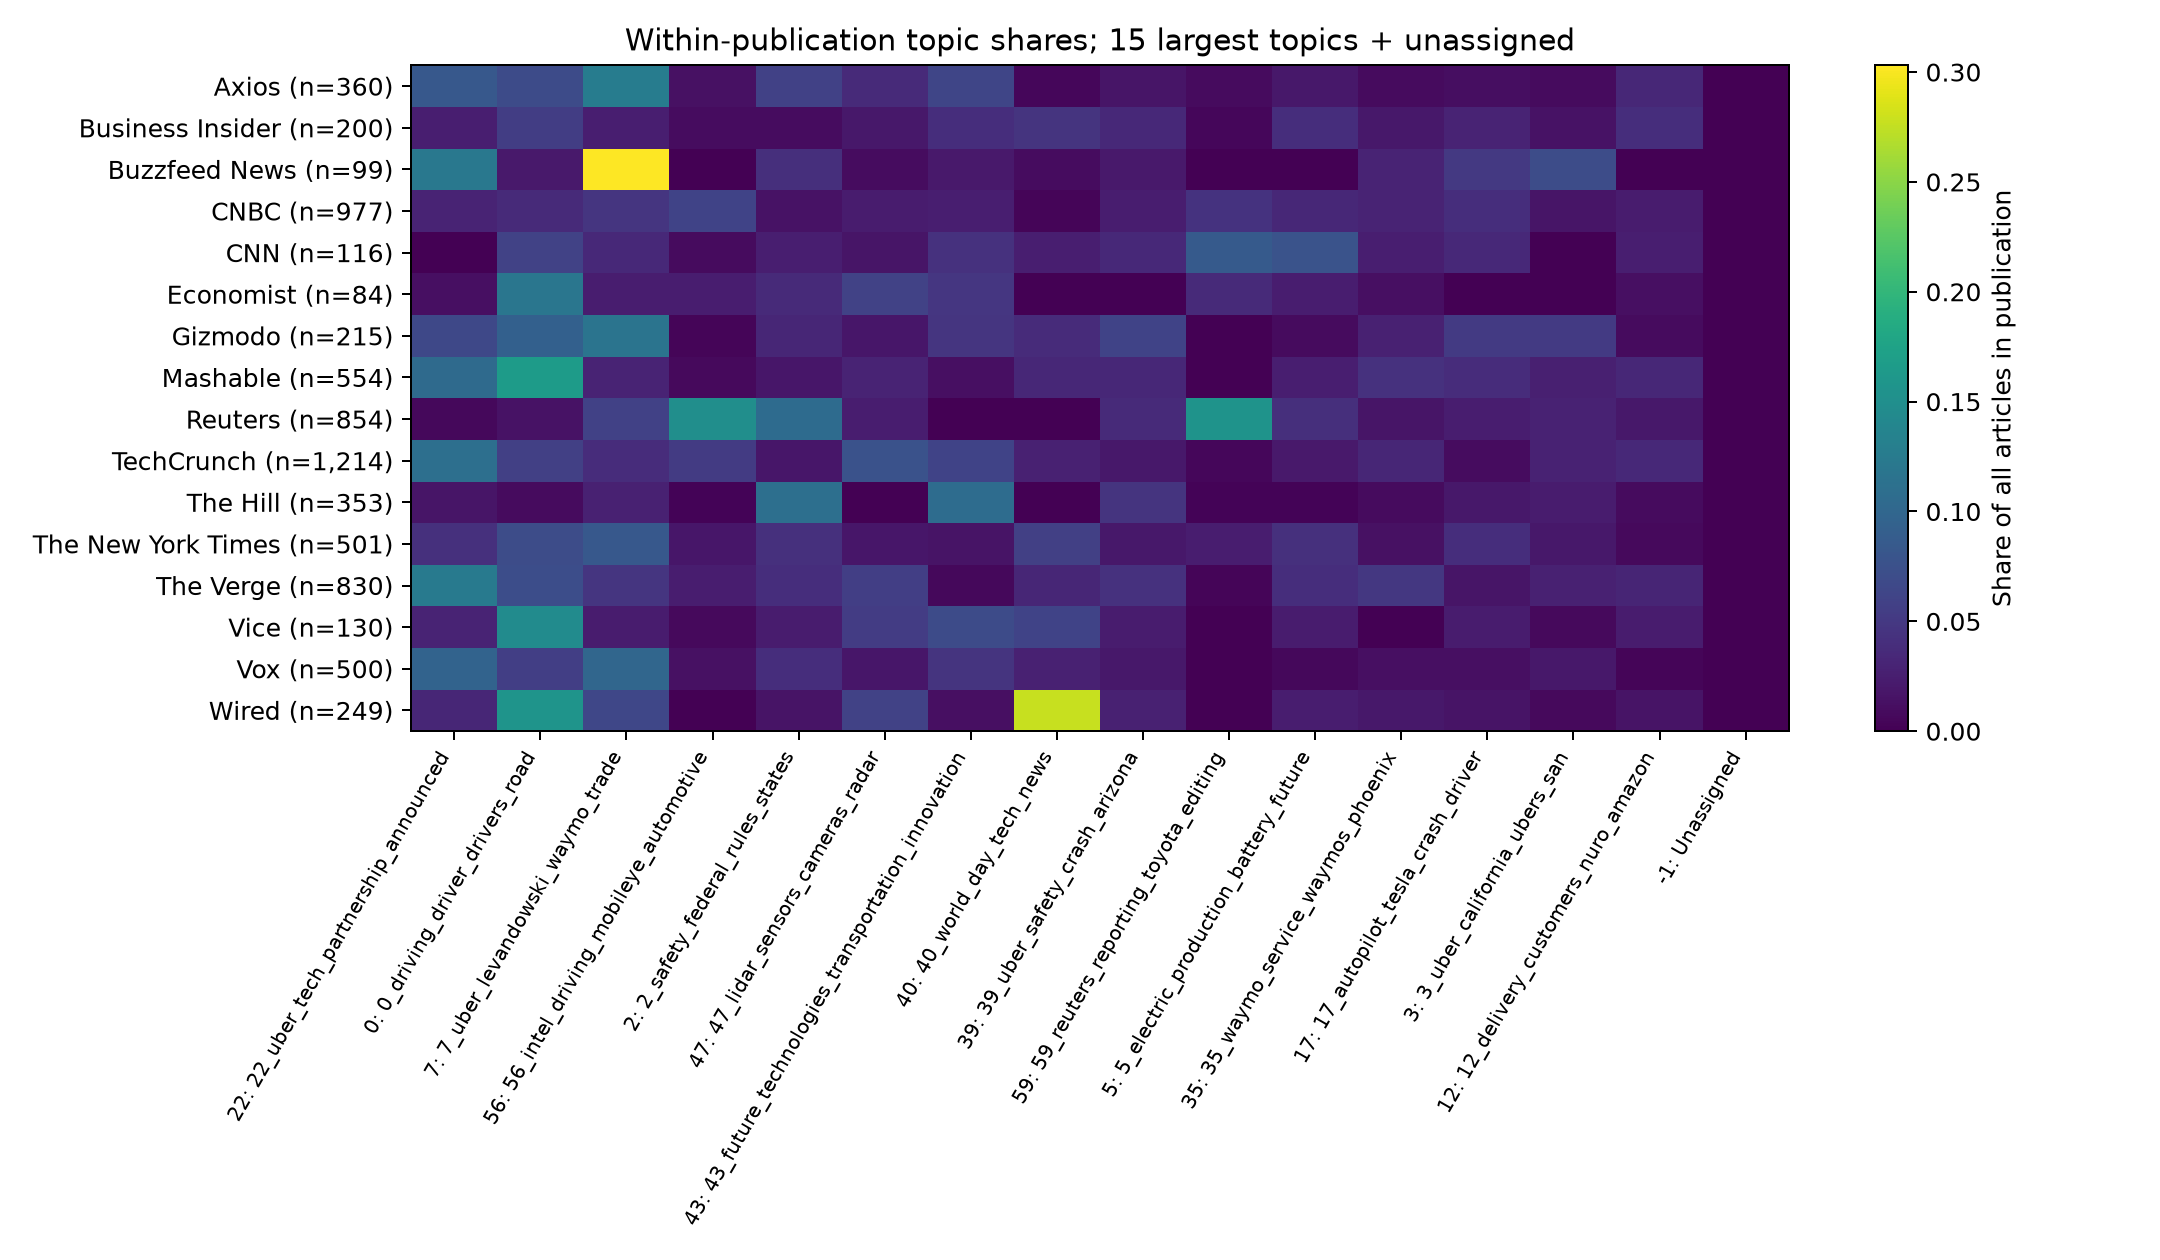 Within-publication topic shares; 15 largest topics + unassigned
Axios (n=360)
Business Insider (n=200)
Buzzfeed News (n=99)
CNBC (n=977)
CNN (n=116)
Economist (n=84)
Gizmodo (n=215)
Mashable (n=554)
Reuters (n=854)
TechCrunch (n=1,214)
The Hill (n=353)
The New York Times (n=501)
The Verge (n=830)
Vice (n=130)
Vox (n=500)
Wired (n=249)
22: 22_uber_tech_partnership_announced
0: 0_driving_driver_drivers_road
7: 7_uber_levandowski_waymo_trade
56: 56_intel_driving_mobileye_automotive
2: 2_safety_federal_rules_states
47: 47_lidar_sensors_cameras_radar
43: 43_future_technologies_transportation_innovation
40: 40_world_day_tech_news
39: 39_uber_safety_crash_arizona
59: 59_reuters_reporting_toyota_editing
5: 5_electric_production_battery_future
35: 35_waymo_service_waymos_phoenix
17: 17_autopilot_tesla_crash_driver
3: 3_uber_california_ubers_san
12: 12_delivery_customers_nuro_amazon
-1: Unassigned
0.30
0.25
0.20
0.15
0.10
0.05
0.00
Share of all articles in publication